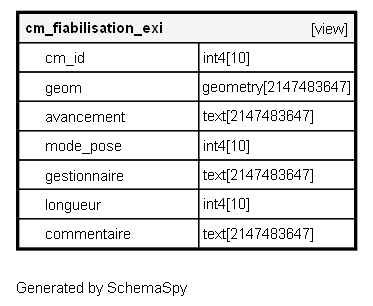 cm_fiabilisation_exi [view]
cm_id int4[10]
geom geometry[2147483647]
avancement text[2147483647]
mode_pose int4[10]
gestionnaire text[2147483647]
longueur int4[10]
commentaire text[2147483647]
Generated by SchemaSpy